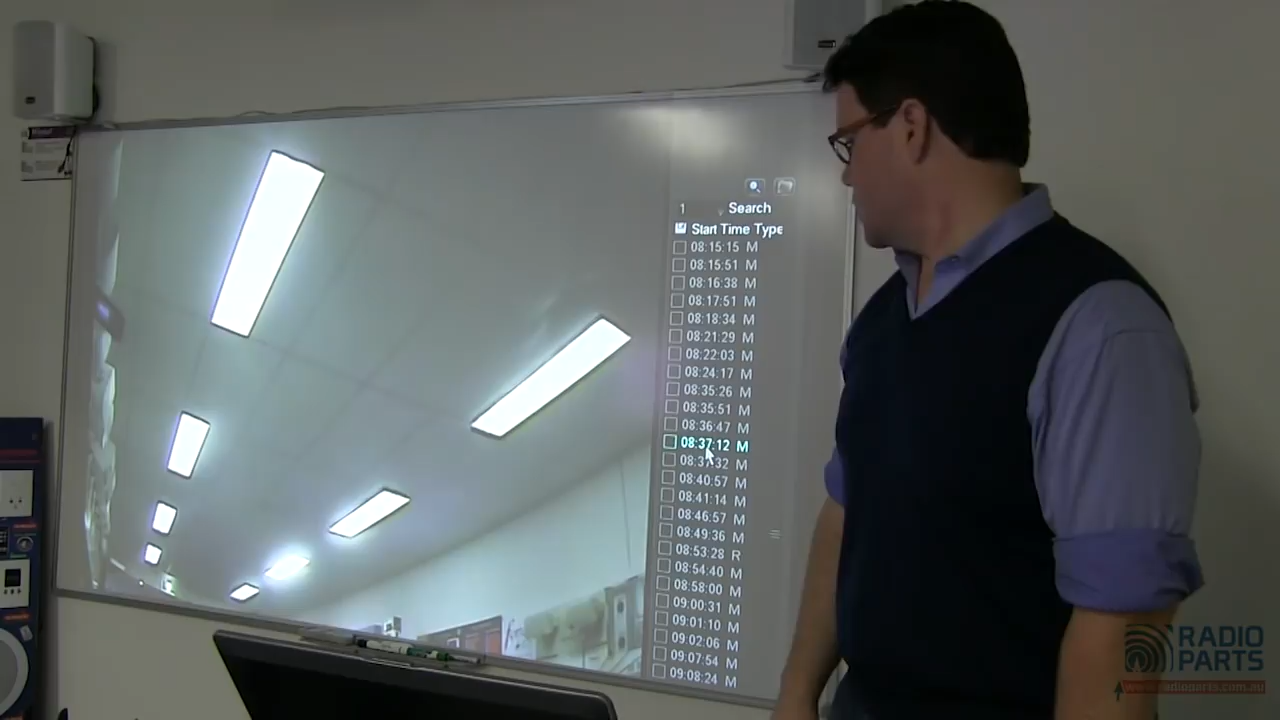 1 Search
Start Time Type
08:15:15 M
08:15:51 M
08:16:38 M
08:17:51 M
08:18:34 M
08:21:29 M
08:22:03 M
08:24:17 M
08:35:26 M
08:35:51 M
08:36:47 M
08:37:12 M
08:37:32 M
08:40:57 M
08:41:14 M
08:46:57 M
08:49:36 M
08:53:28 R
08:54:40 M
08:58:00 M
09:00:31 M
09:01:10 M
09:02:06 M
09:07:54 M
09:08:24 M
RADIO
PARTS
www.radioparts.com.au